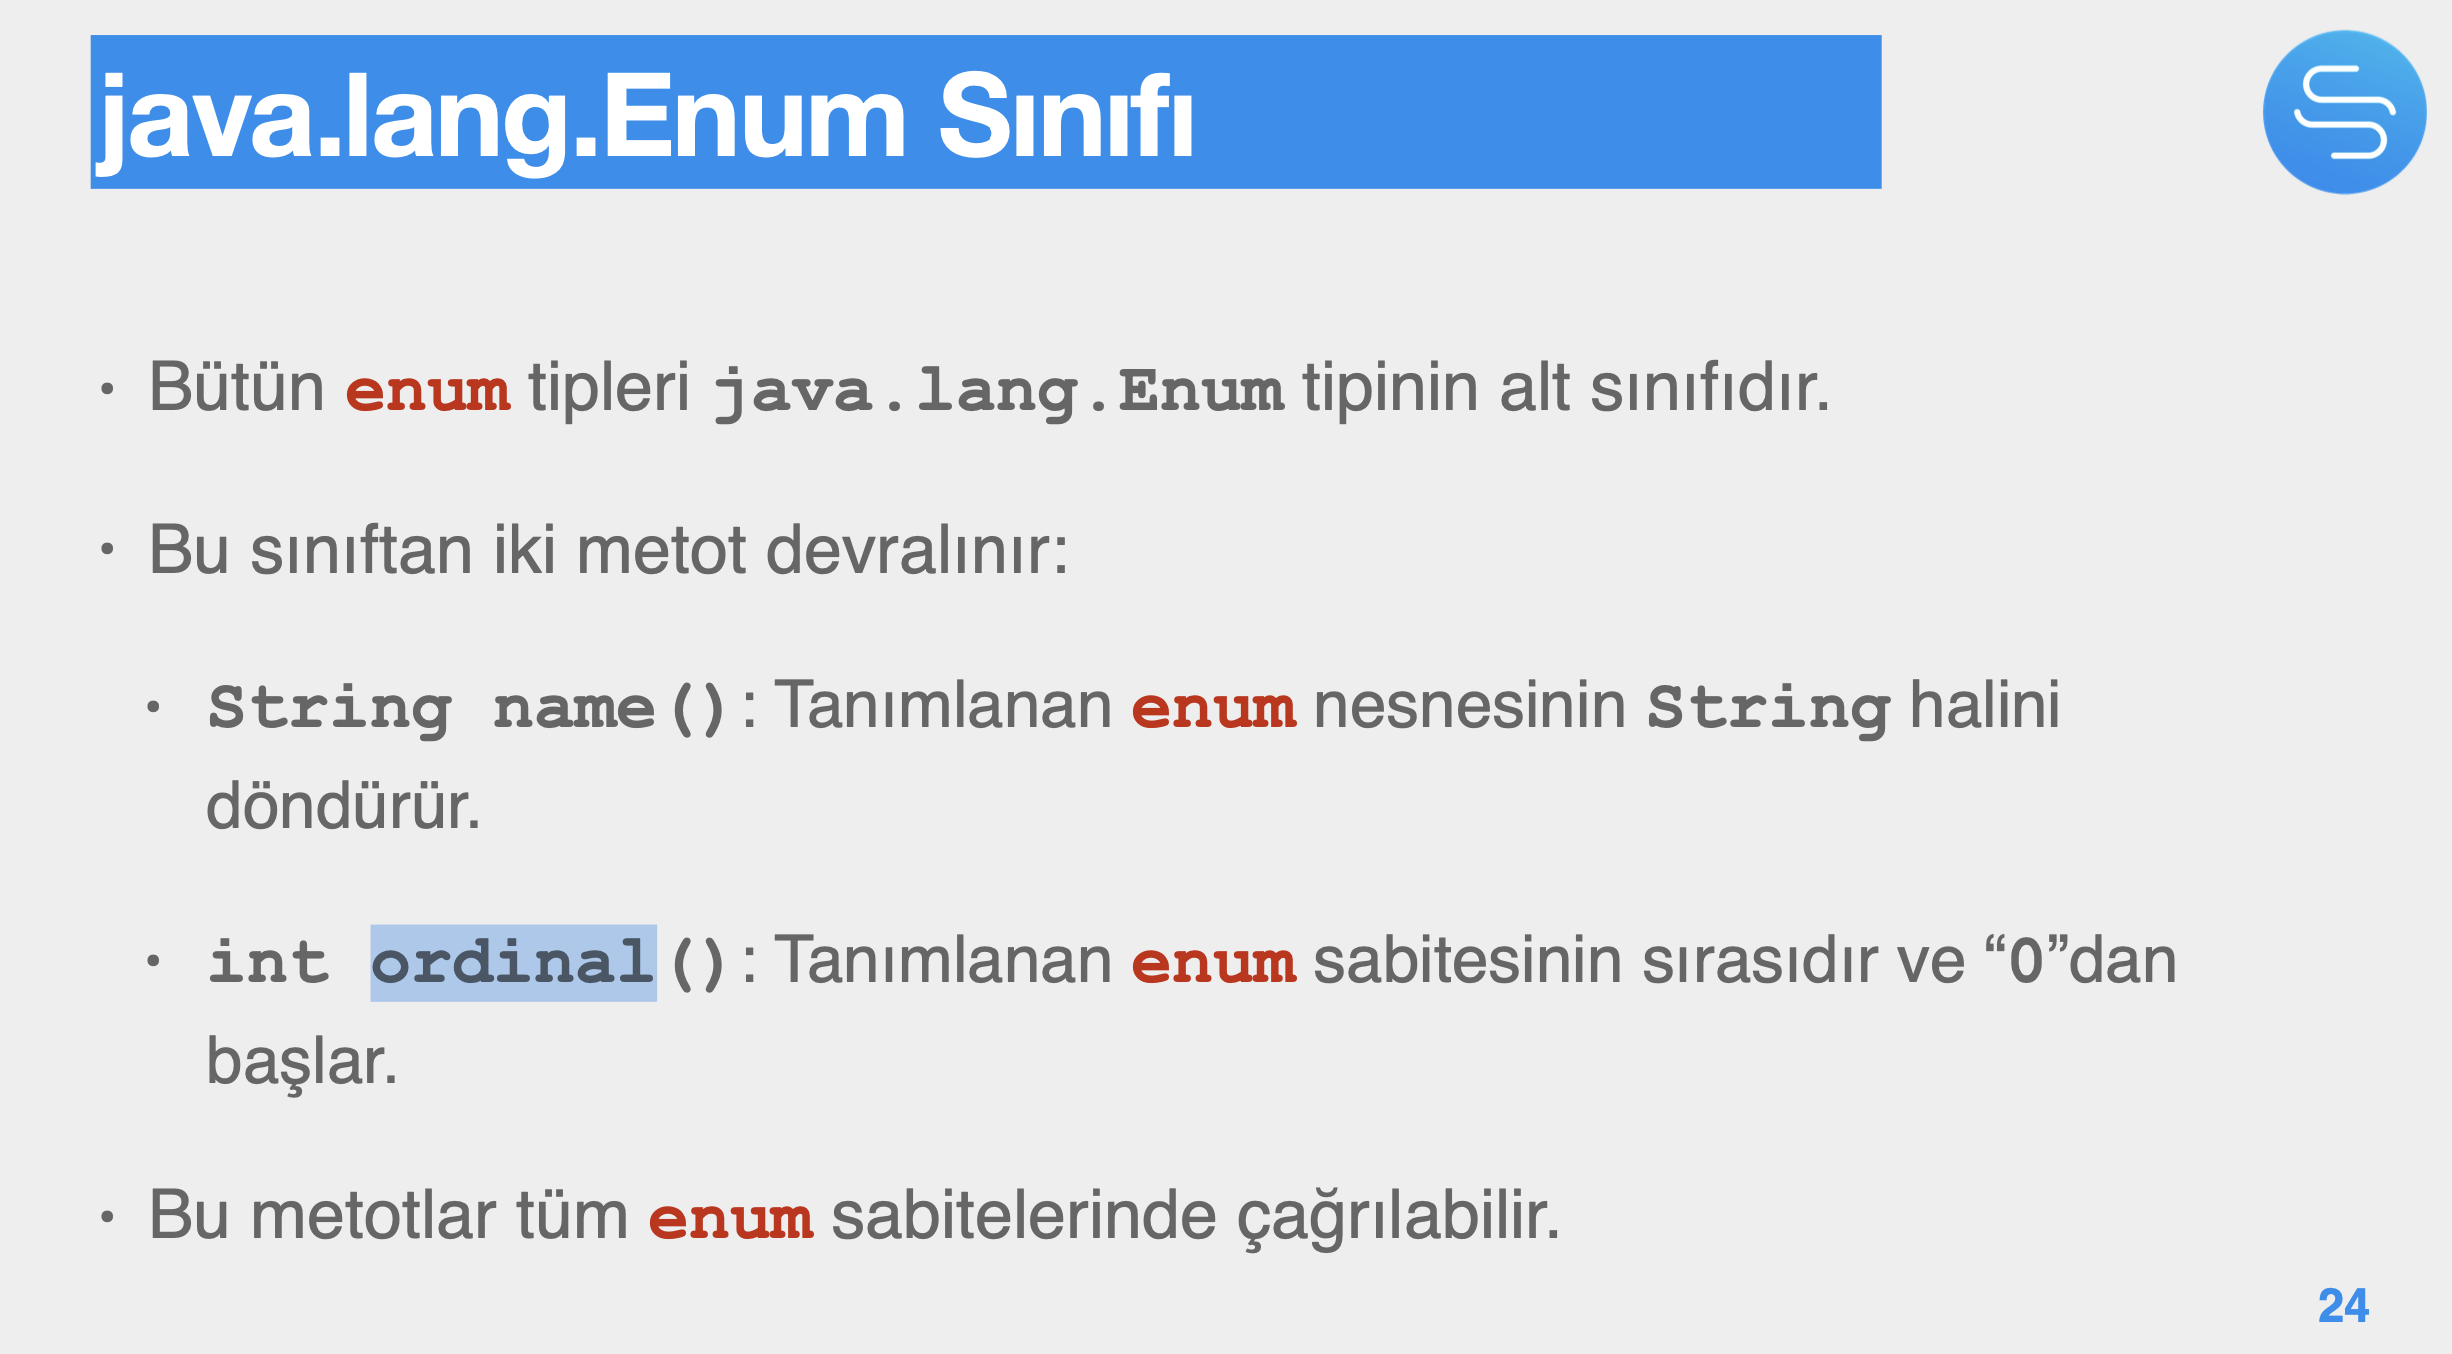 java.lang.Enum Sınıfı
• Bütün enum tipleri java.lang.Enum tipinin alt sınıfıdır.
• Bu sınıftan iki metot devralınır:
• String name(): Tanımlanan enum nesnesinin String halini
döndürür.
• int ordinal(): Tanımlanan enum sabitesinin sırasıdır ve “0”dan
başlar.
• Bu metotlar tüm enum sabitelerinde çağrılabilir.
24